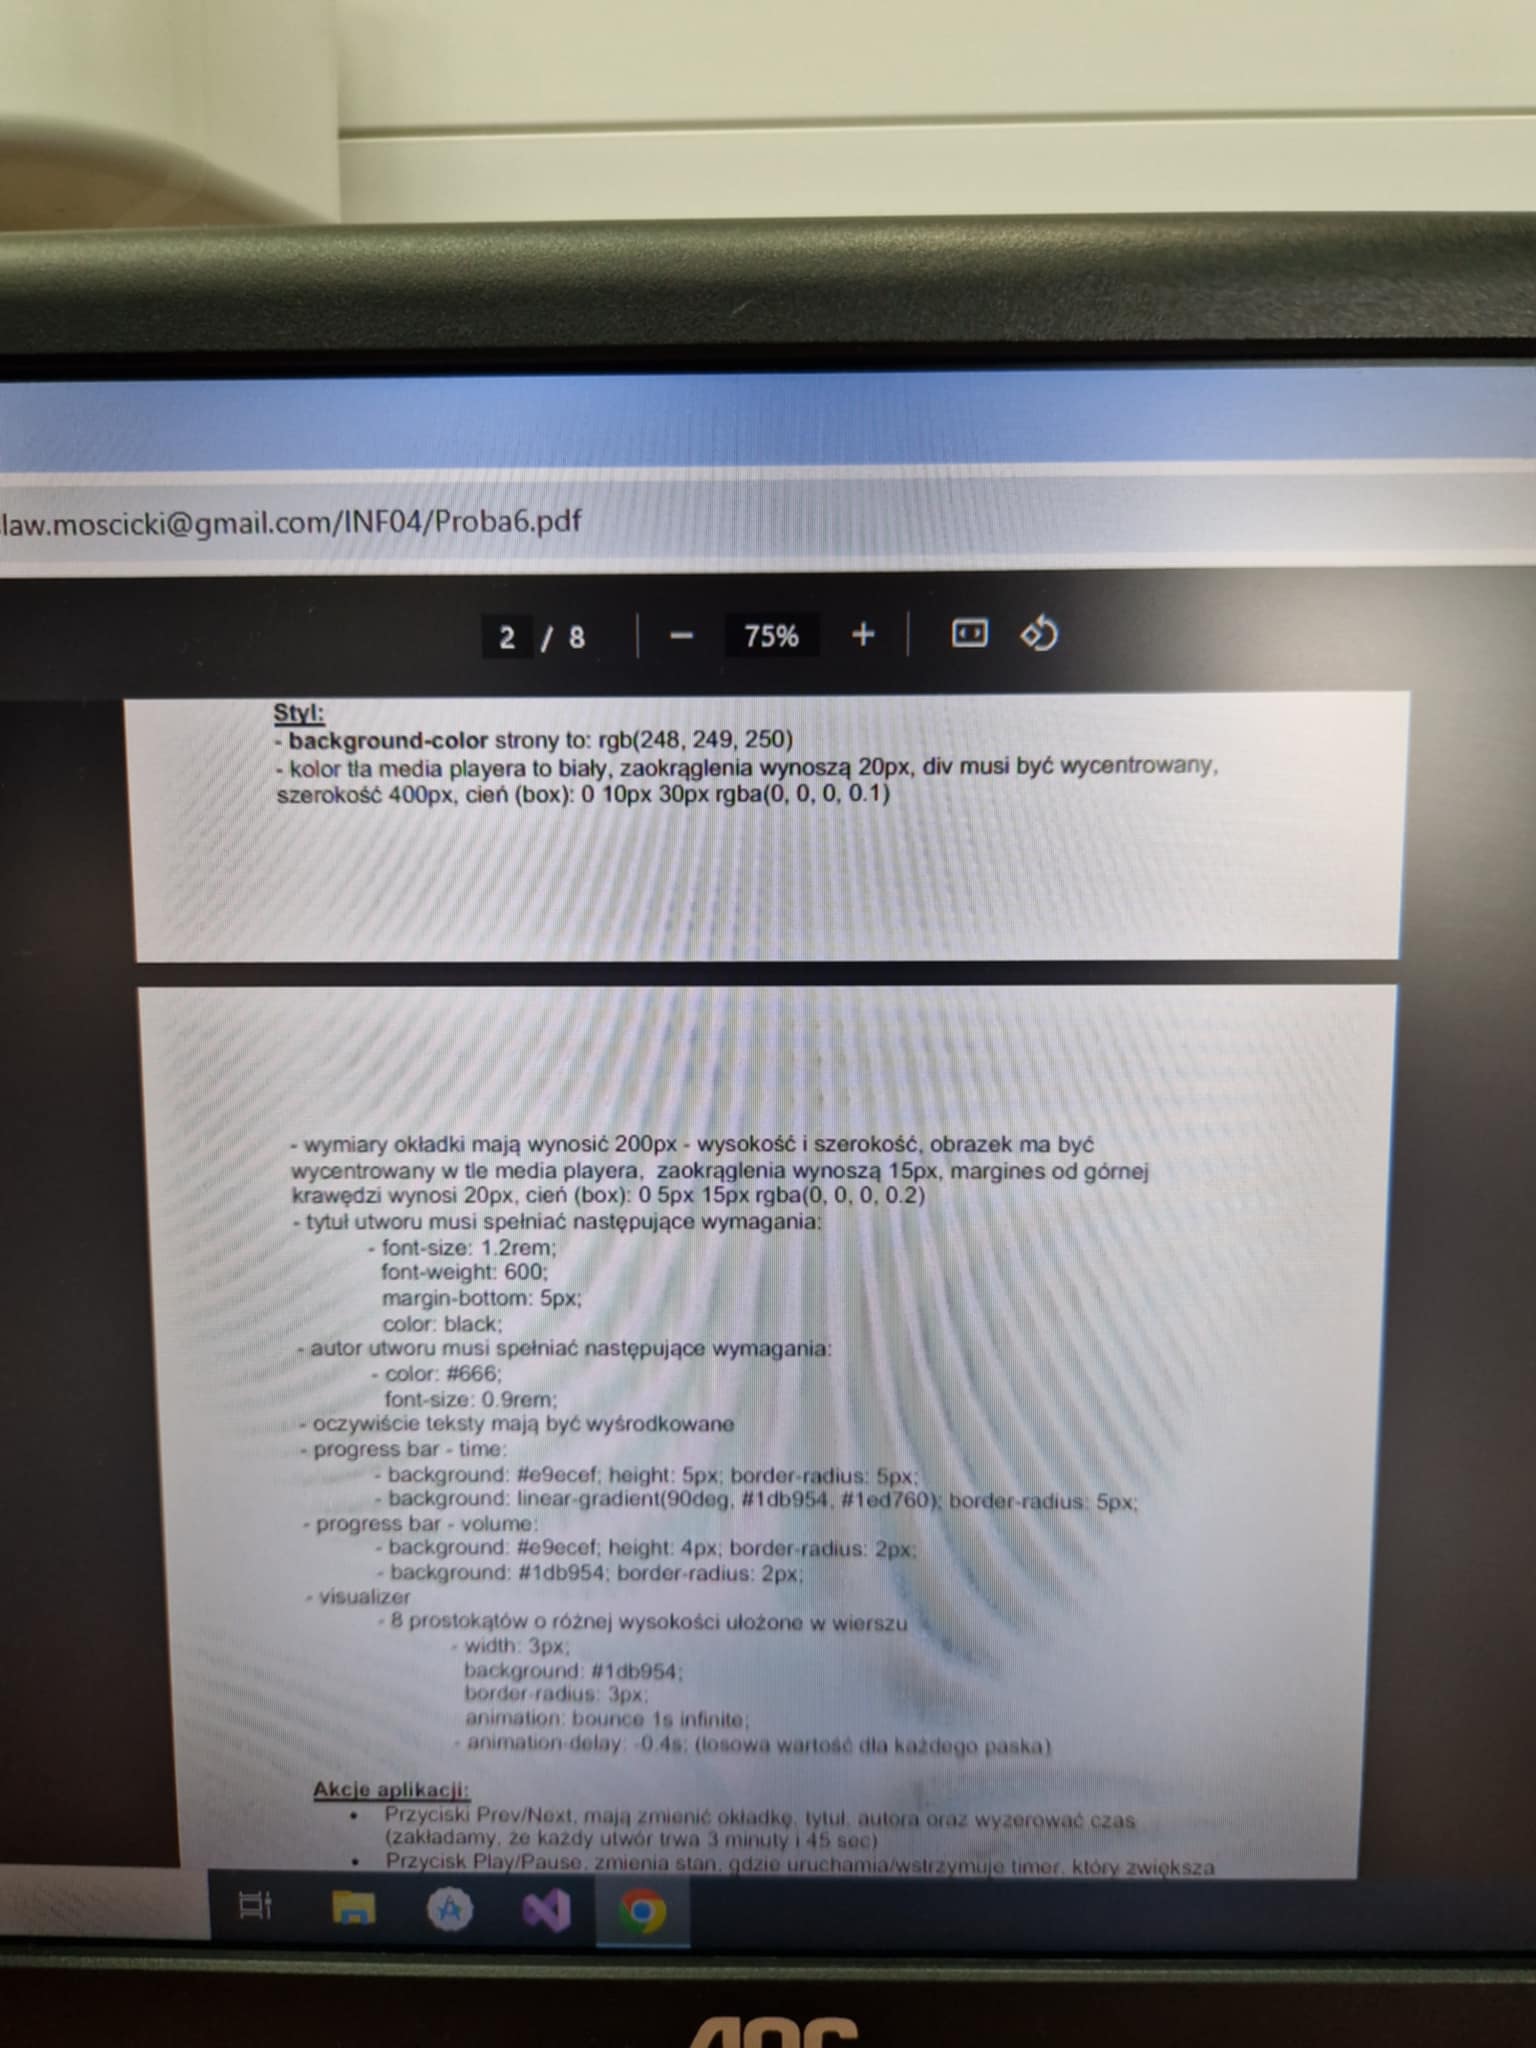 law.moscicki@gmail.com/INF04/Proba6.pdf
2 / 8 − 75% +
Styl:
- background-color strony to: rgb(248, 249, 250)
- kolor tła media playera to biały, zaokrąglenia wynoszą 20px, div musi być wycentrowany,
szerokość 400px, cień (box): 0 10px 30px rgba(0, 0, 0, 0.1)
- wymiary okładki mają wynosić 200px - wysokość i szerokość, obrazek ma być
wycentrowany w tle media playera, zaokrąglenia wynoszą 15px, margines od górnej
krawędzi wynosi 20px, cień (box): 0 5px 15px rgba(0, 0, 0, 0.2)
- tytuł utworu musi spełniać następujące wymagania:
- font-size: 1.2rem;
font-weight: 600;
margin-bottom: 5px;
color: black;
- autor utworu musi spełniać następujące wymagania:
- color: #666;
font-size: 0.9rem;
- oczywiście teksty mają być wyśrodkowane
- progress bar - time:
- background: #e9ecef; height: 5px; border-radius: 5px;
- background: linear-gradient(90deg, #1db954, #1ed760); border-radius: 5px;
- progress bar - volume:
- background: #e9ecef; height: 4px; border-radius: 2px;
- background: #1db954; border-radius: 2px;
- visualizer
- 8 prostokątów o różnej wysokości ułożone w wierszu
- width: 3px;
background: #1db954;
border-radius: 3px;
animation: bounce 1s infinite;
- animation-delay: -0.4s; (losowa wartość dla każdego paska)
Akcje aplikacji:
• Przyciski Prev/Next, mają zmienić okładkę, tytuł, autora oraz wyzerować czas
(zakładamy, że każdy utwór trwa 3 minuty i 45 sec)
• Przycisk Play/Pause, zmienia stan, gdzie uruchamia/wstrzymuje timer, który zwiększa
AOC